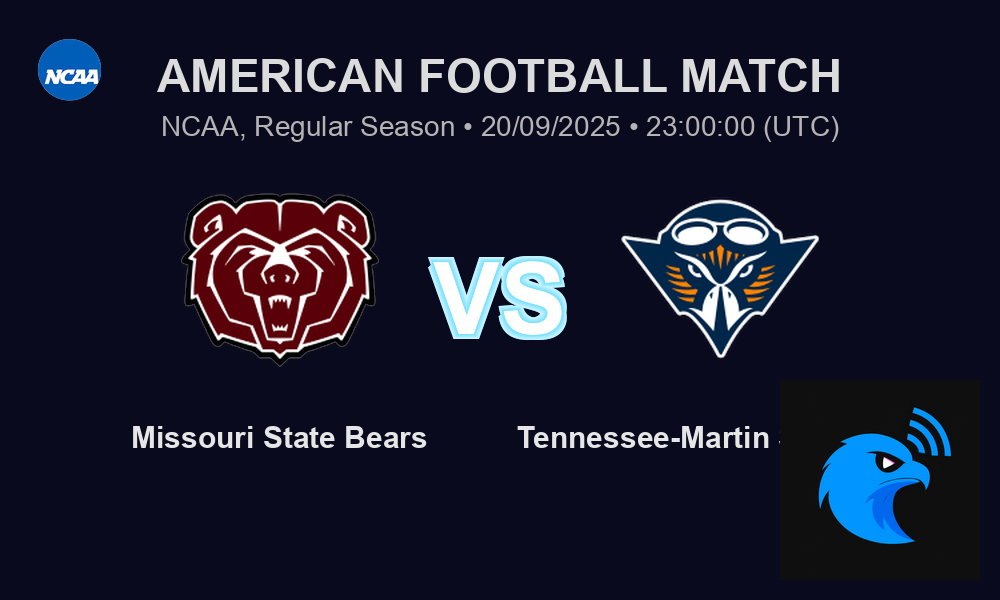 NCAA
AMERICAN FOOTBALL MATCH
NCAA, Regular Season • 20/09/2025 • 23:00:00 (UTC)
VS
Missouri State Bears
Tennessee-Martin